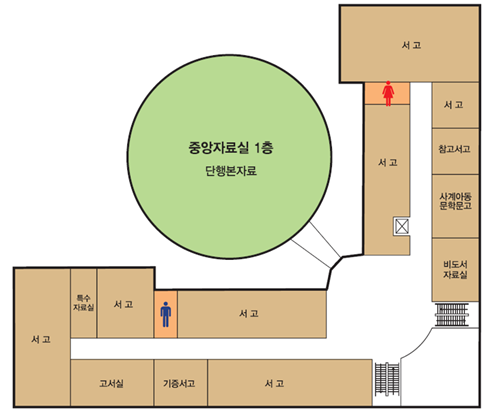 서 고
서 고
중앙자료실 1층
단행본자료
서 고
참고서고
사계아동
문학문고
비도서
자료실
특수
자료실
서 고
서 고
서 고
고서실
기증서고
서 고